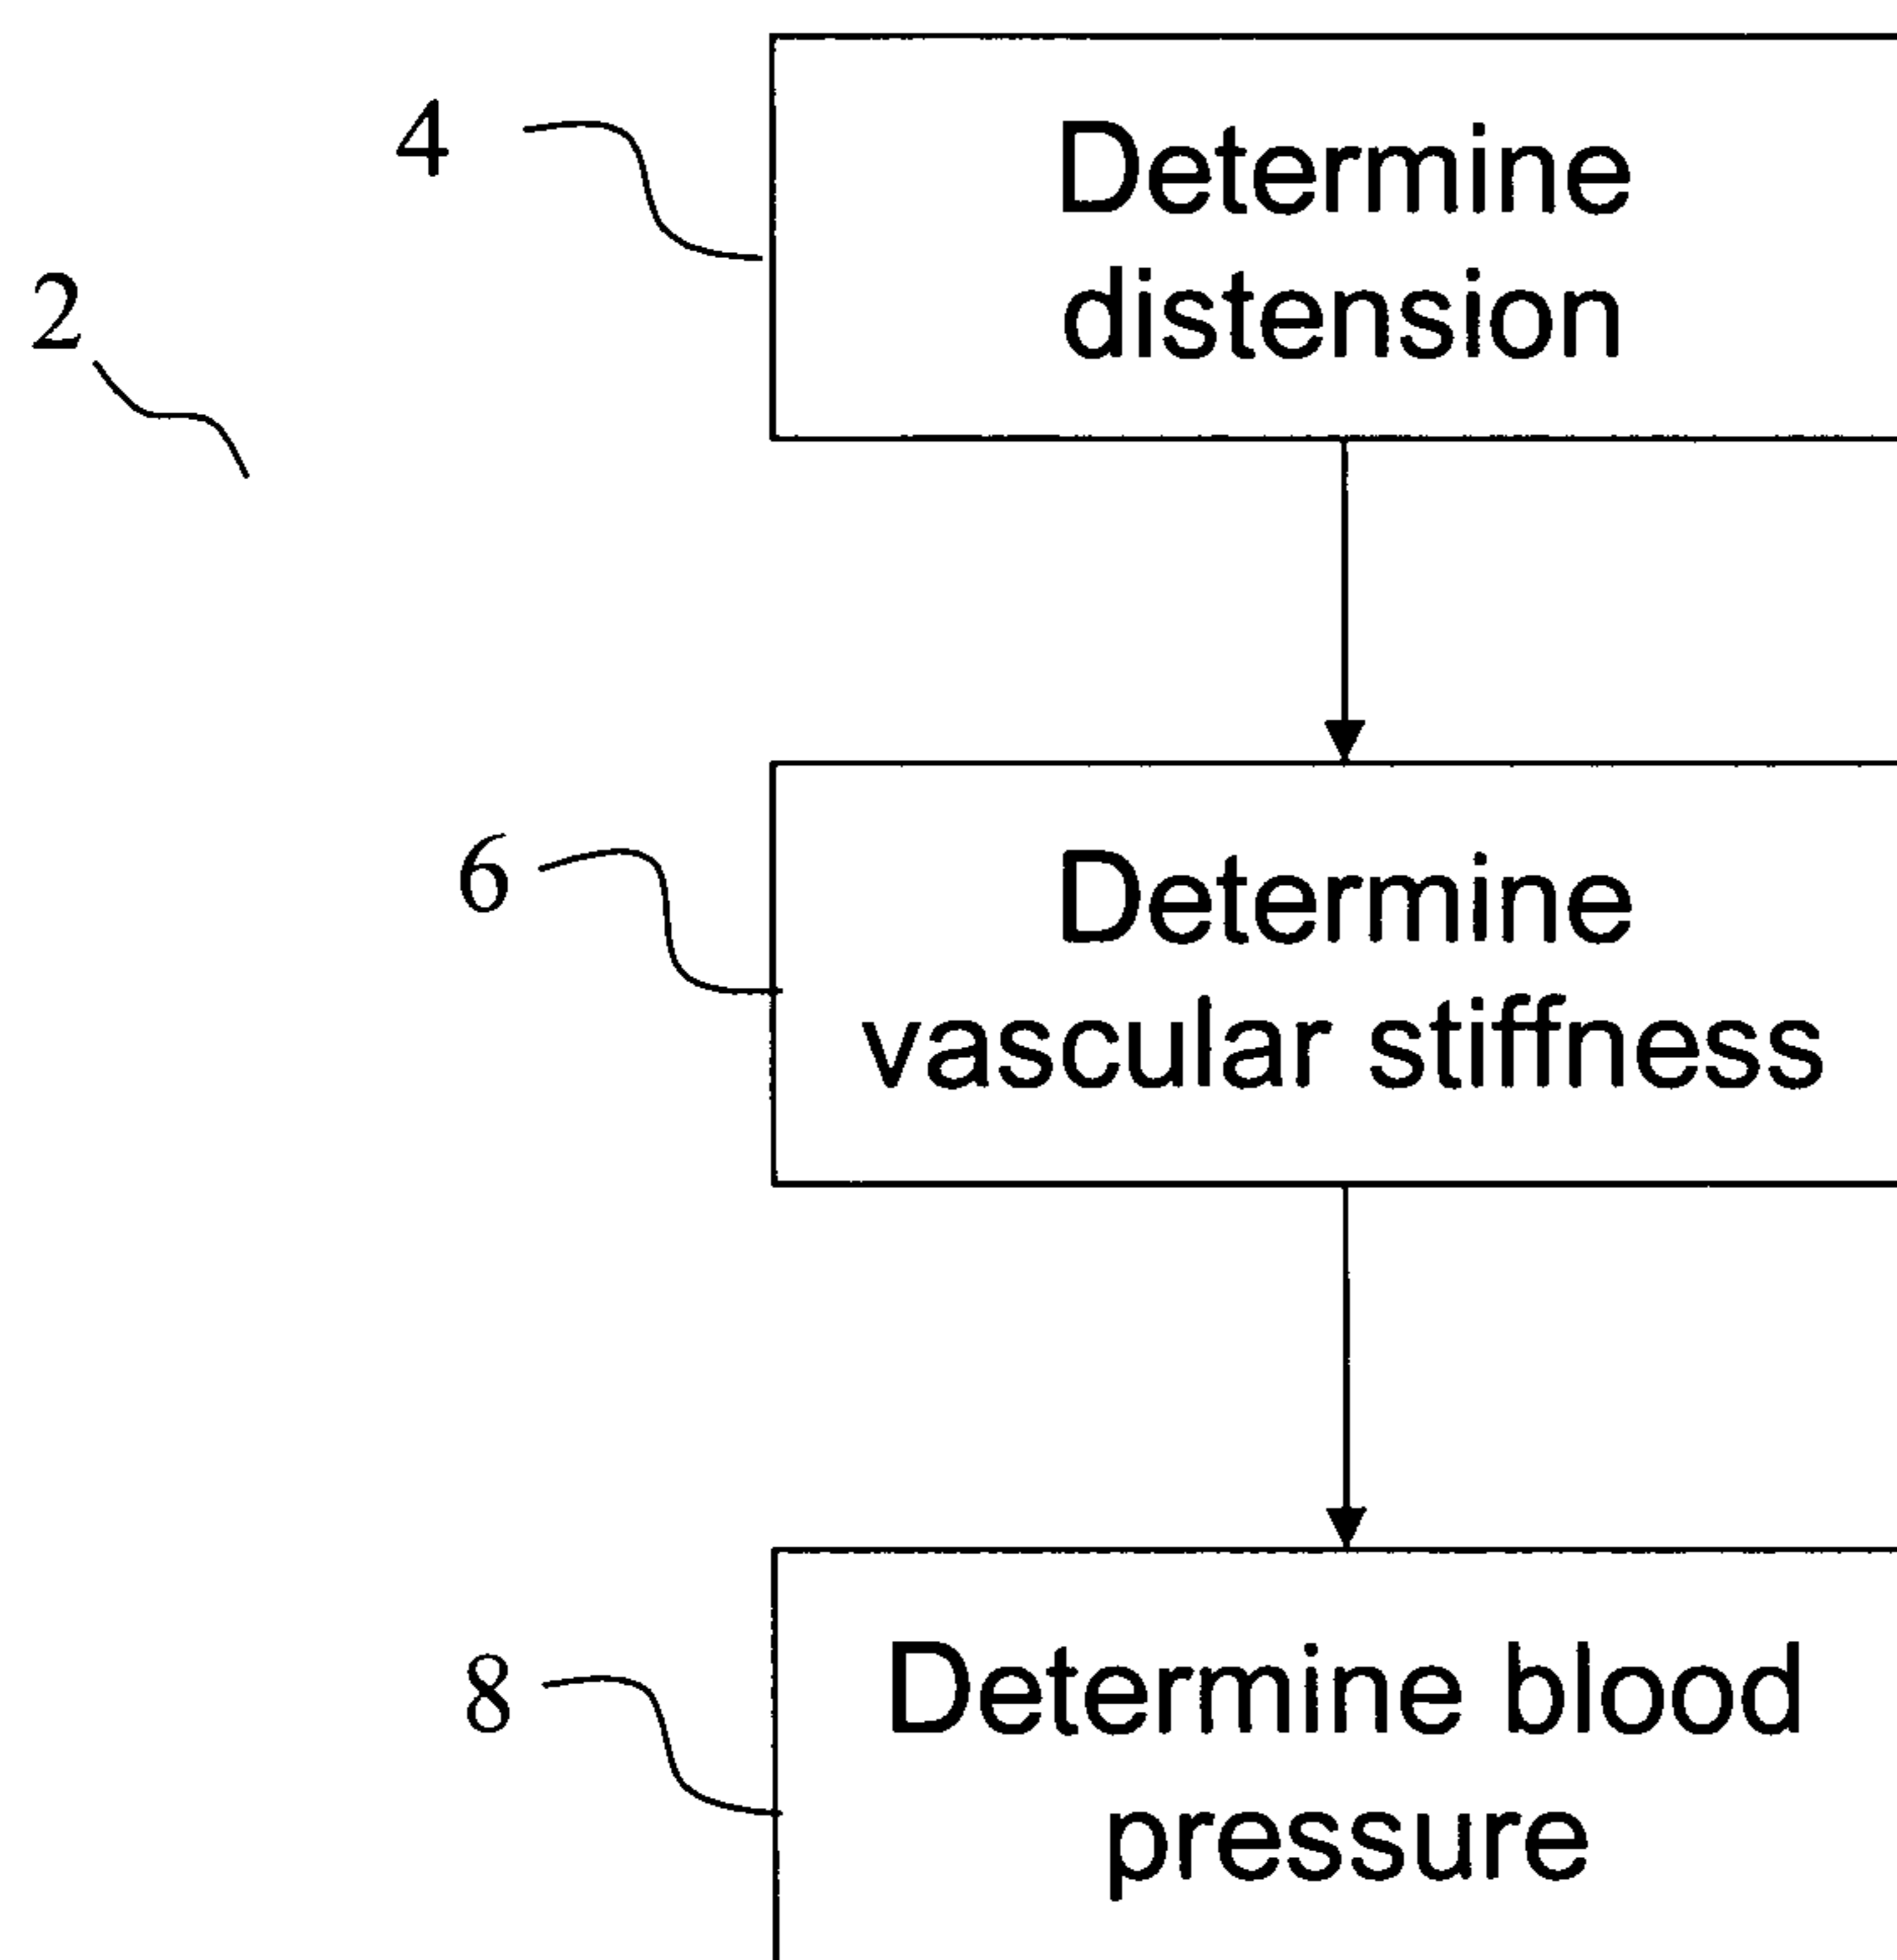 4
Determine
distension
2
6
Determine
vascular stiffness
8
Determine blood
pressure